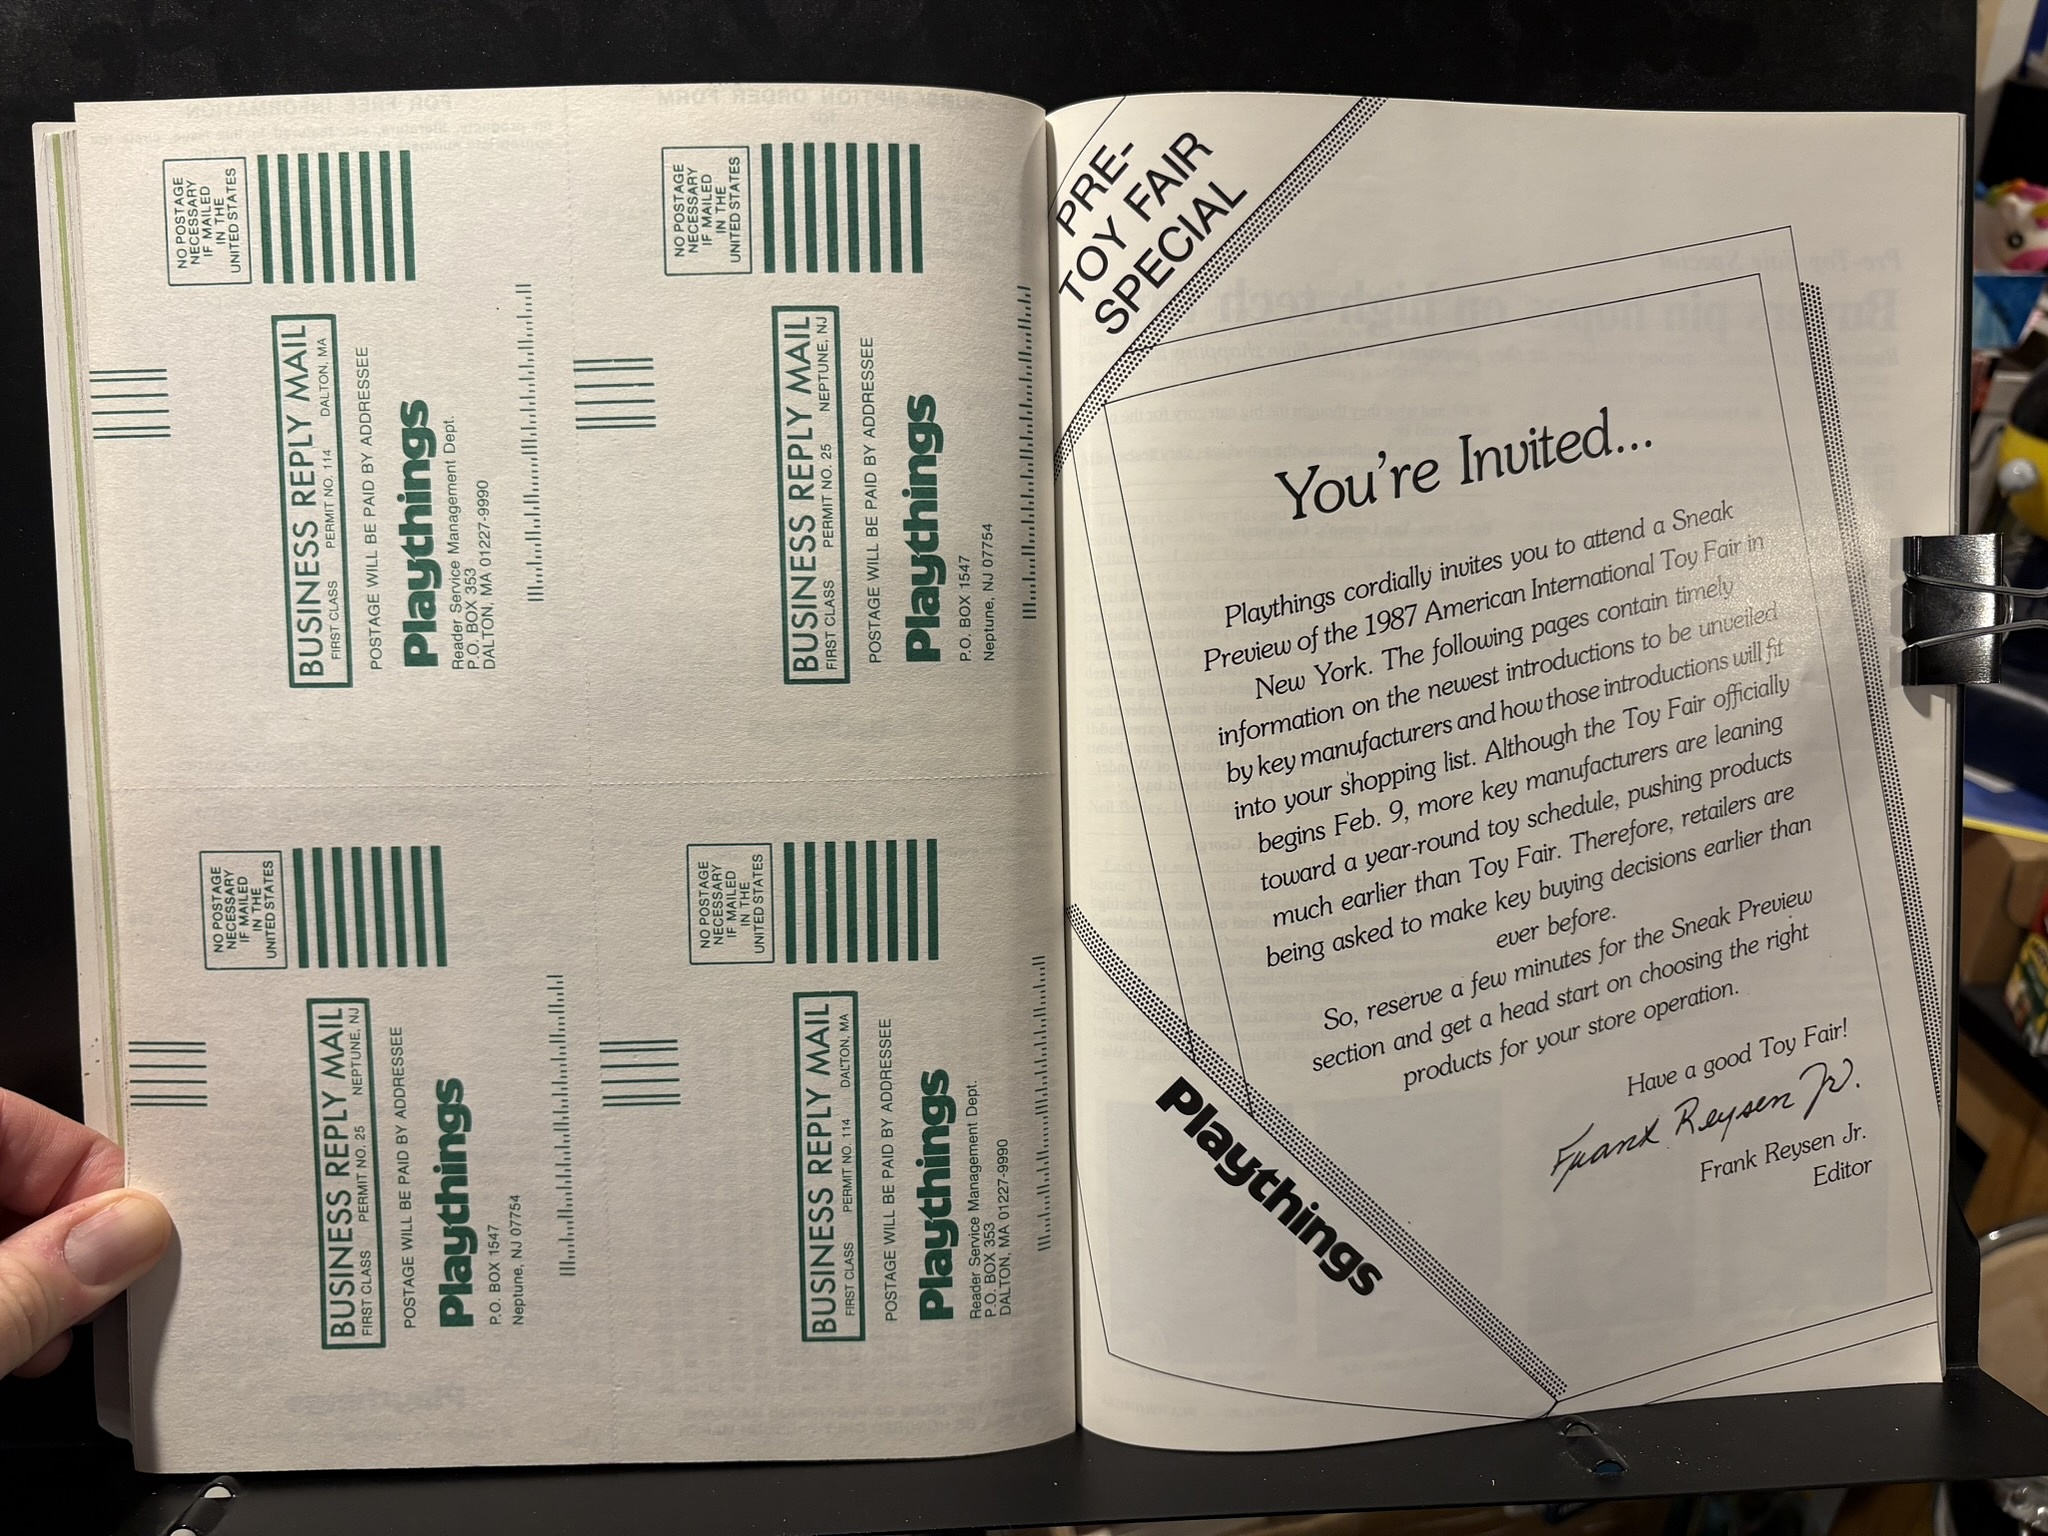 NO POSTAGE
NECESSARY
IF MAILED
IN THE
UNITED STATES
BUSINESS REPLY MAIL
FIRST CLASS PERMIT NO. 114 DALTON, MA
POSTAGE WILL BE PAID BY ADDRESSEE
Playthings
Reader Service Management Dept.
P.O. BOX 353
DALTON, MA 01227-9990
NO POSTAGE
NECESSARY
IF MAILED
IN THE
UNITED STATES
BUSINESS REPLY MAIL
FIRST CLASS PERMIT NO. 25 NEPTUNE, NJ
POSTAGE WILL BE PAID BY ADDRESSEE
Playthings
P.O. BOX 1547
Neptune, NJ 07754
NO POSTAGE
NECESSARY
IF MAILED
IN THE
UNITED STATES
BUSINESS REPLY MAIL
FIRST CLASS PERMIT NO. 25 NEPTUNE, NJ
POSTAGE WILL BE PAID BY ADDRESSEE
Playthings
P.O. BOX 1547
Neptune, NJ 07754
NO POSTAGE
NECESSARY
IF MAILED
IN THE
UNITED STATES
BUSINESS REPLY MAIL
FIRST CLASS PERMIT NO. 114 DALTON, MA
POSTAGE WILL BE PAID BY ADDRESSEE
Playthings
Reader Service Management Dept.
P.O. BOX 353
DALTON, MA 01227-9990
PRE-
TOY FAIR
SPECIAL
You're Invited...
Playthings cordially invites you to attend a Sneak
Preview of the 1987 American International Toy Fair in
New York. The following pages contain timely
information on the newest introductions to be unveiled
by key manufacturers and how those introductions will fit
into your shopping list. Although the Toy Fair officially
begins Feb. 9, more key manufacturers are leaning
toward a year-round toy schedule, pushing products
much earlier than Toy Fair. Therefore, retailers are
being asked to make key buying decisions earlier than
ever before.
So, reserve a few minutes for the Sneak Preview
section and get a head start on choosing the right
products for your store operation.
Have a good Toy Fair!
Frank Reysen Jr.
Frank Reysen Jr.
Editor
Playthings